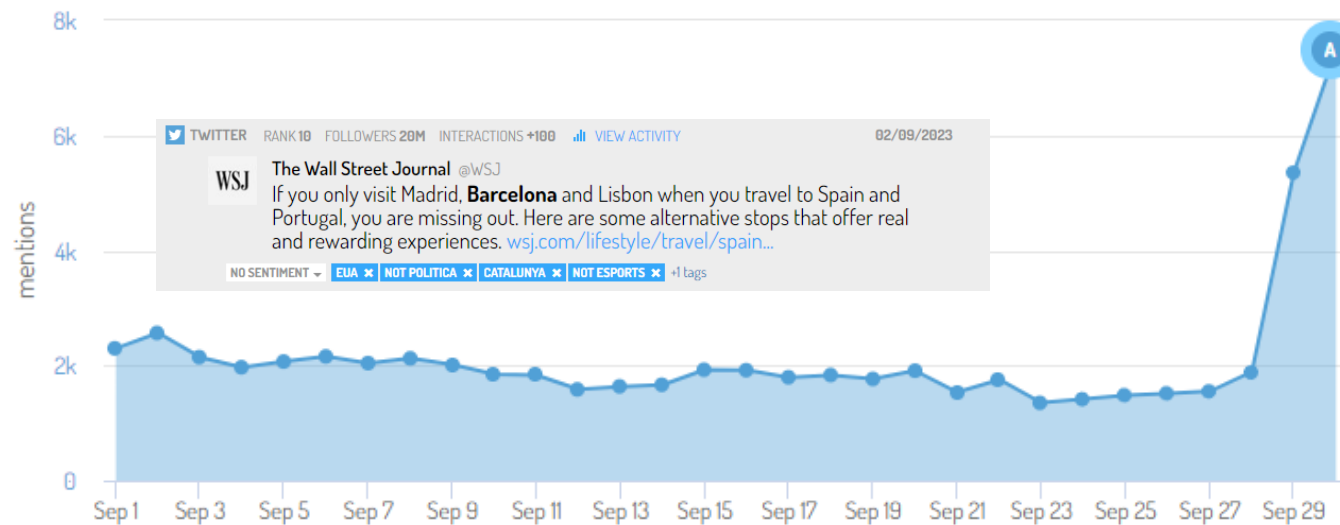 8k
A
6k
TWITTER RANK 10 FOLLOWERS 20M INTERACTIONS +100 VIEW ACTIVITY 02/09/2023
WSJ
The Wall Street Journal @WSJ
If you only visit Madrid, Barcelona and Lisbon when you travel to Spain and
Portugal, you are missing out. Here are some alternative stops that offer real
and rewarding experiences. wsj.com/lifestyle/travel/spain...
NO SENTIMENT EUA × NOT POLITICA × CATALUNYA × NOT ESPORTS × +1 tags
mentions
4k
2k
0
Sep 1 Sep 3 Sep 5 Sep 7 Sep 9 Sep 11 Sep 13 Sep 15 Sep 17 Sep 19 Sep 21 Sep 23 Sep 25 Sep 27 Sep 29